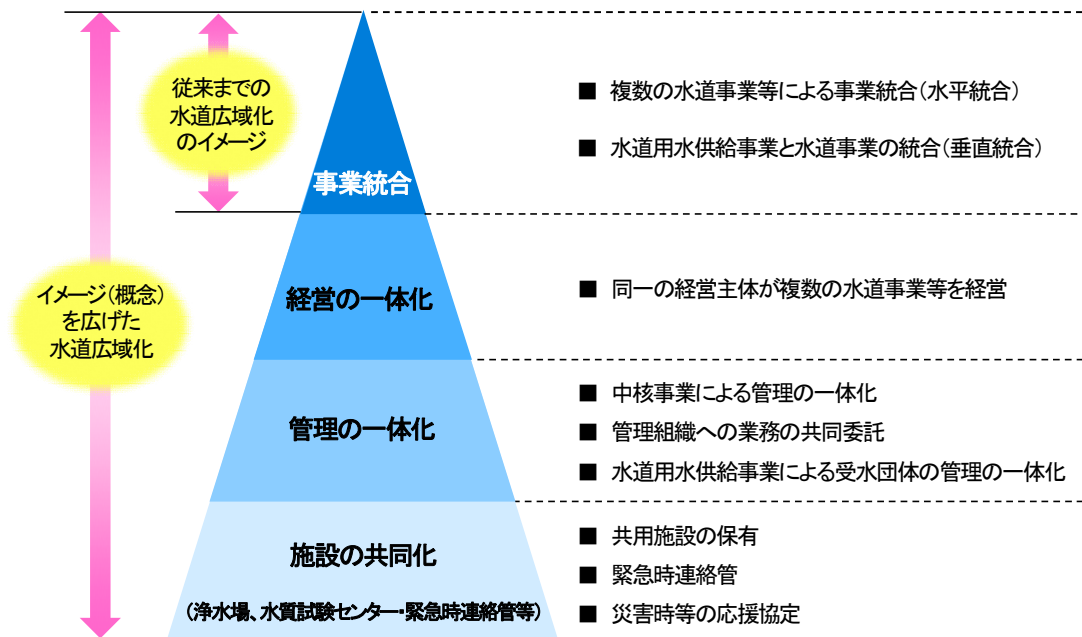 従来までの
水道広域化
のイメージ
事業統合
■ 複数の水道事業等による事業統合(水平統合)
■ 水道用水供給事業と水道事業の統合(垂直統合)
イメージ(概念)
を広げた
水道広域化
経営の一体化
■ 同一の経営主体が複数の水道事業等を経営
管理の一体化
■ 中核事業による管理の一体化
■ 管理組織への業務の共同委託
■ 水道用水供給事業による受水団体の管理の一体化
施設の共同化
(浄水場、水質試験センター・緊急時連絡管等)
■ 共用施設の保有
■ 緊急時連絡管
■ 災害時等の応援協定